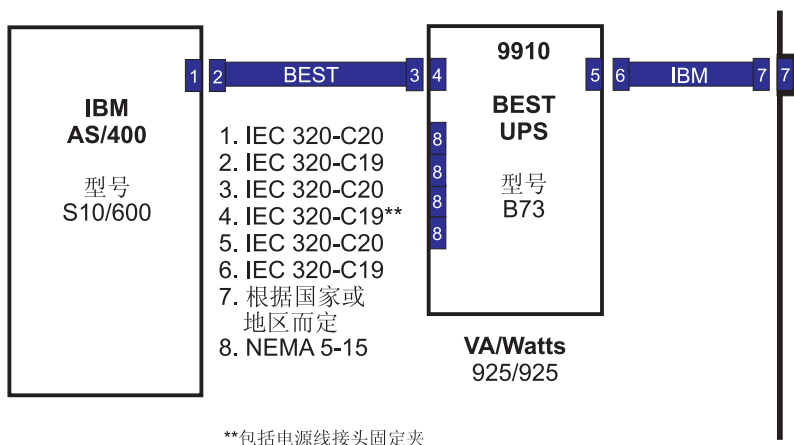 1 2 BEST 3 4 9910 5 6 IBM 7 7
IBM
AS/400
型号
S10/600
1. IEC 320-C20
2. IEC 320-C19
3. IEC 320-C20
4. IEC 320-C19**
5. IEC 320-C20
6. IEC 320-C19
7. 根据国家或
地区而定
8. NEMA 5-15
BEST
UPS
型号
B73
8
8
8
8
VA/Watts
925/925
**包括电源线接头固定夹